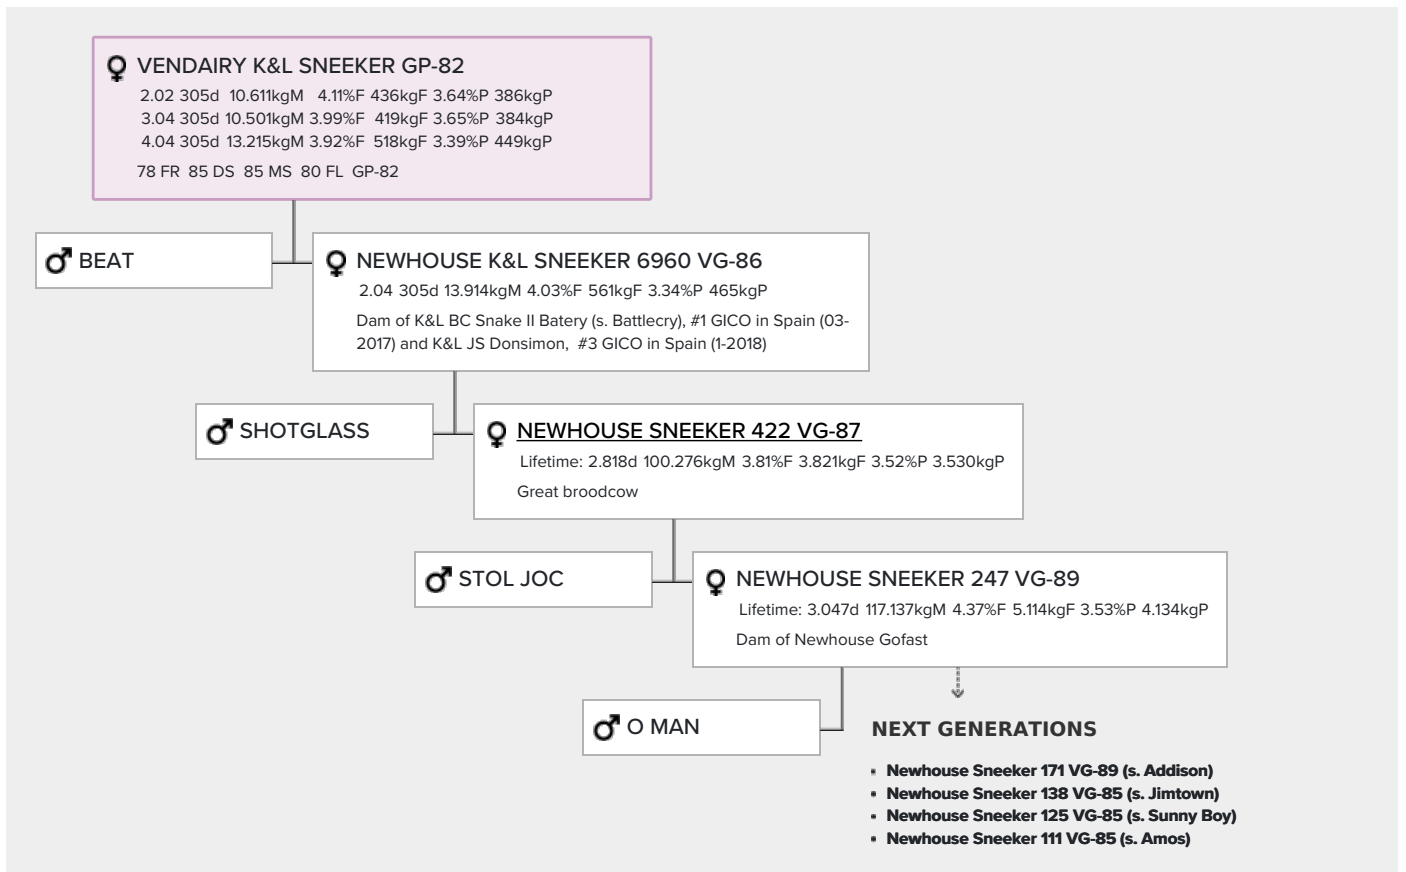 VENDAIRY K&L SNEEKER GP-82
2.02 305d 10.611kgM 4.11%F 436kgF 3.64%P 386kgP
3.04 305d 10.501kgM 3.99%F 419kgF 3.65%P 384kgP
4.04 305d 13.215kgM 3.92%F 518kgF 3.39%P 449kgP
78 FR 85 DS 85 MS 80 FL GP-82
BEAT
NEWHOUSE K&L SNEEKER 6960 VG-86
2.04 305d 13.914kgM 4.03%F 561kgF 3.34%P 465kgP
Dam of K&L BC Snake II Batery (s. Battlecry), #1 GICO in Spain (03-
2017) and K&L JS Donsimon, #3 GICO in Spain (1-2018)
SHOTGLASS
NEWHOUSE SNEEKER 422 VG-87
Lifetime: 2.818d 100.276kgM 3.81%F 3.821kgF 3.52%P 3.530kgP
Great broodcow
STOL JOC
NEWHOUSE SNEEKER 247 VG-89
Lifetime: 3.047d 117.137kgM 4.37%F 5.114kgF 3.53%P 4.134kgP
Dam of Newhouse Gofast
O MAN
NEXT GENERATIONS
Newhouse Sneeker 171 VG-89 (s. Addison)
Newhouse Sneeker 138 VG-85 (s. Jimtown)
Newhouse Sneeker 125 VG-85 (s. Sunny Boy)
Newhouse Sneeker 111 VG-85 (s. Amos)